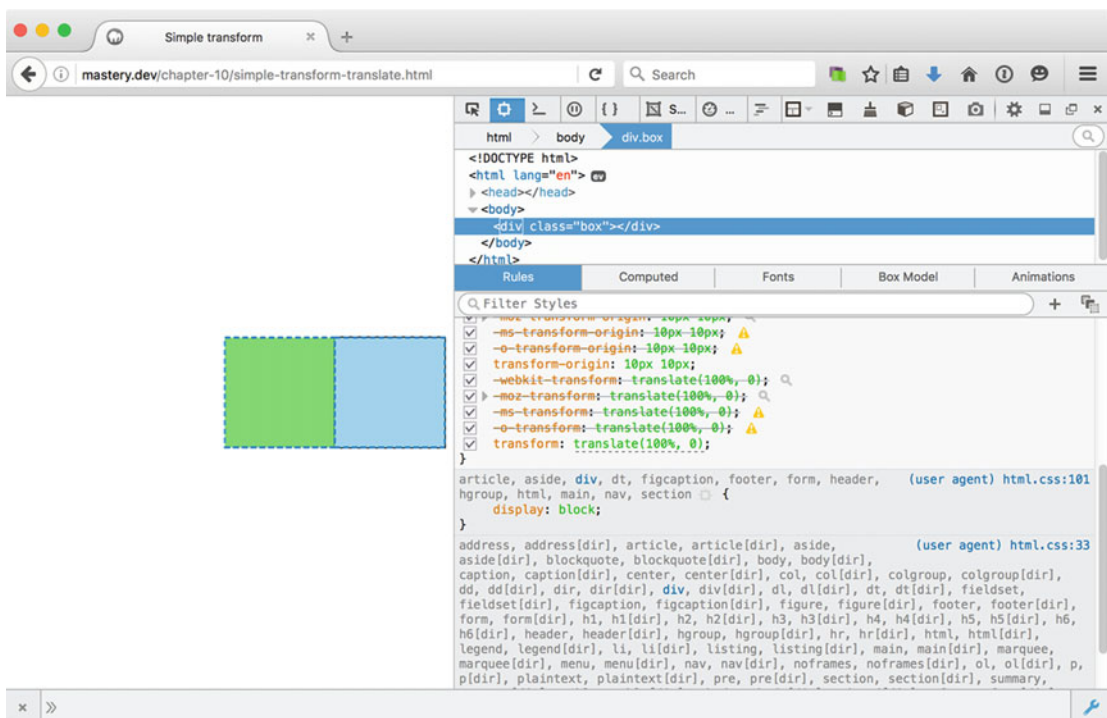 Simple transform
mastery.dev/chapter-10/simple-transform-translate.html
Search
S... ...
html body div.box
<!DOCTYPE html>
<html lang="en"> ev
<head></head>
<body>
<div class="box"></div>
</body>
</html>
Rules Computed Fonts Box Model Animations
Filter Styles +
-moz-transform-origin: 10px 10px;
-ms-transform-origin: 10px 10px;
-o-transform-origin: 10px 10px;
transform-origin: 10px 10px;
-webkit-transform: translate(100%, 0);
-moz-transform: translate(100%, 0);
-ms-transform: translate(100%, 0);
-o-transform: translate(100%, 0);
transform: translate(100%, 0);
}
article, aside, div, dt, figcaption, footer, form, header, (user agent) html.css:101
hgroup, html, main, nav, section {
display: block;
}
address, address[dir], article, article[dir], aside, (user agent) html.css:33
aside[dir], blockquote, blockquote[dir], body, body[dir],
caption, caption[dir], center, center[dir], col, col[dir], colgroup, colgroup[dir],
dd, dd[dir], dir, dir[dir], div, div[dir], dl, dl[dir], dt, dt[dir], fieldset,
fieldset[dir], figcaption, figcaption[dir], figure, figure[dir], footer, footer[dir],
form, form[dir], h1, h1[dir], h2, h2[dir], h3, h3[dir], h4, h4[dir], h5, h5[dir], h6,
h6[dir], header, header[dir], hgroup, hgroup[dir], hr, hr[dir], html, html[dir],
legend, legend[dir], li, li[dir], listing, listing[dir], main, main[dir], marquee,
marquee[dir], menu, menu[dir], nav, nav[dir], noframes, noframes[dir], ol, ol[dir], p,
p[dir], plaintext, plaintext[dir], pre, pre[dir], section, section[dir], summary,